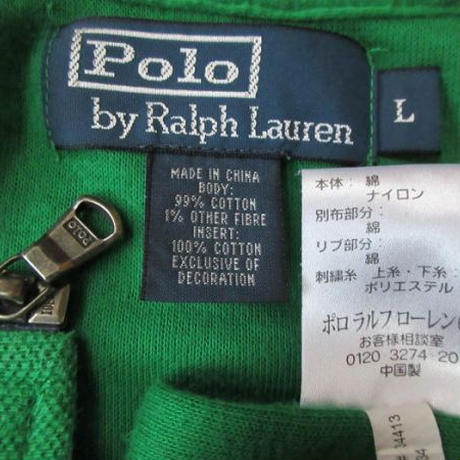 Polo
by Ralph Lauren
L
MADE IN CHINA
BODY:
99% COTTON
1% OTHER FIBRE
INSERT:
100% COTTON
EXCLUSIVE OF
DECORATION
POLO
本体： 綿
ナイロン
別布部分：
綿
リブ部分：
綿
刺繍糸 上糸・下糸：
ポリエステル
ポロ ラルフ ローレン
お客様相談室
0120 3274 20
中国製
14413